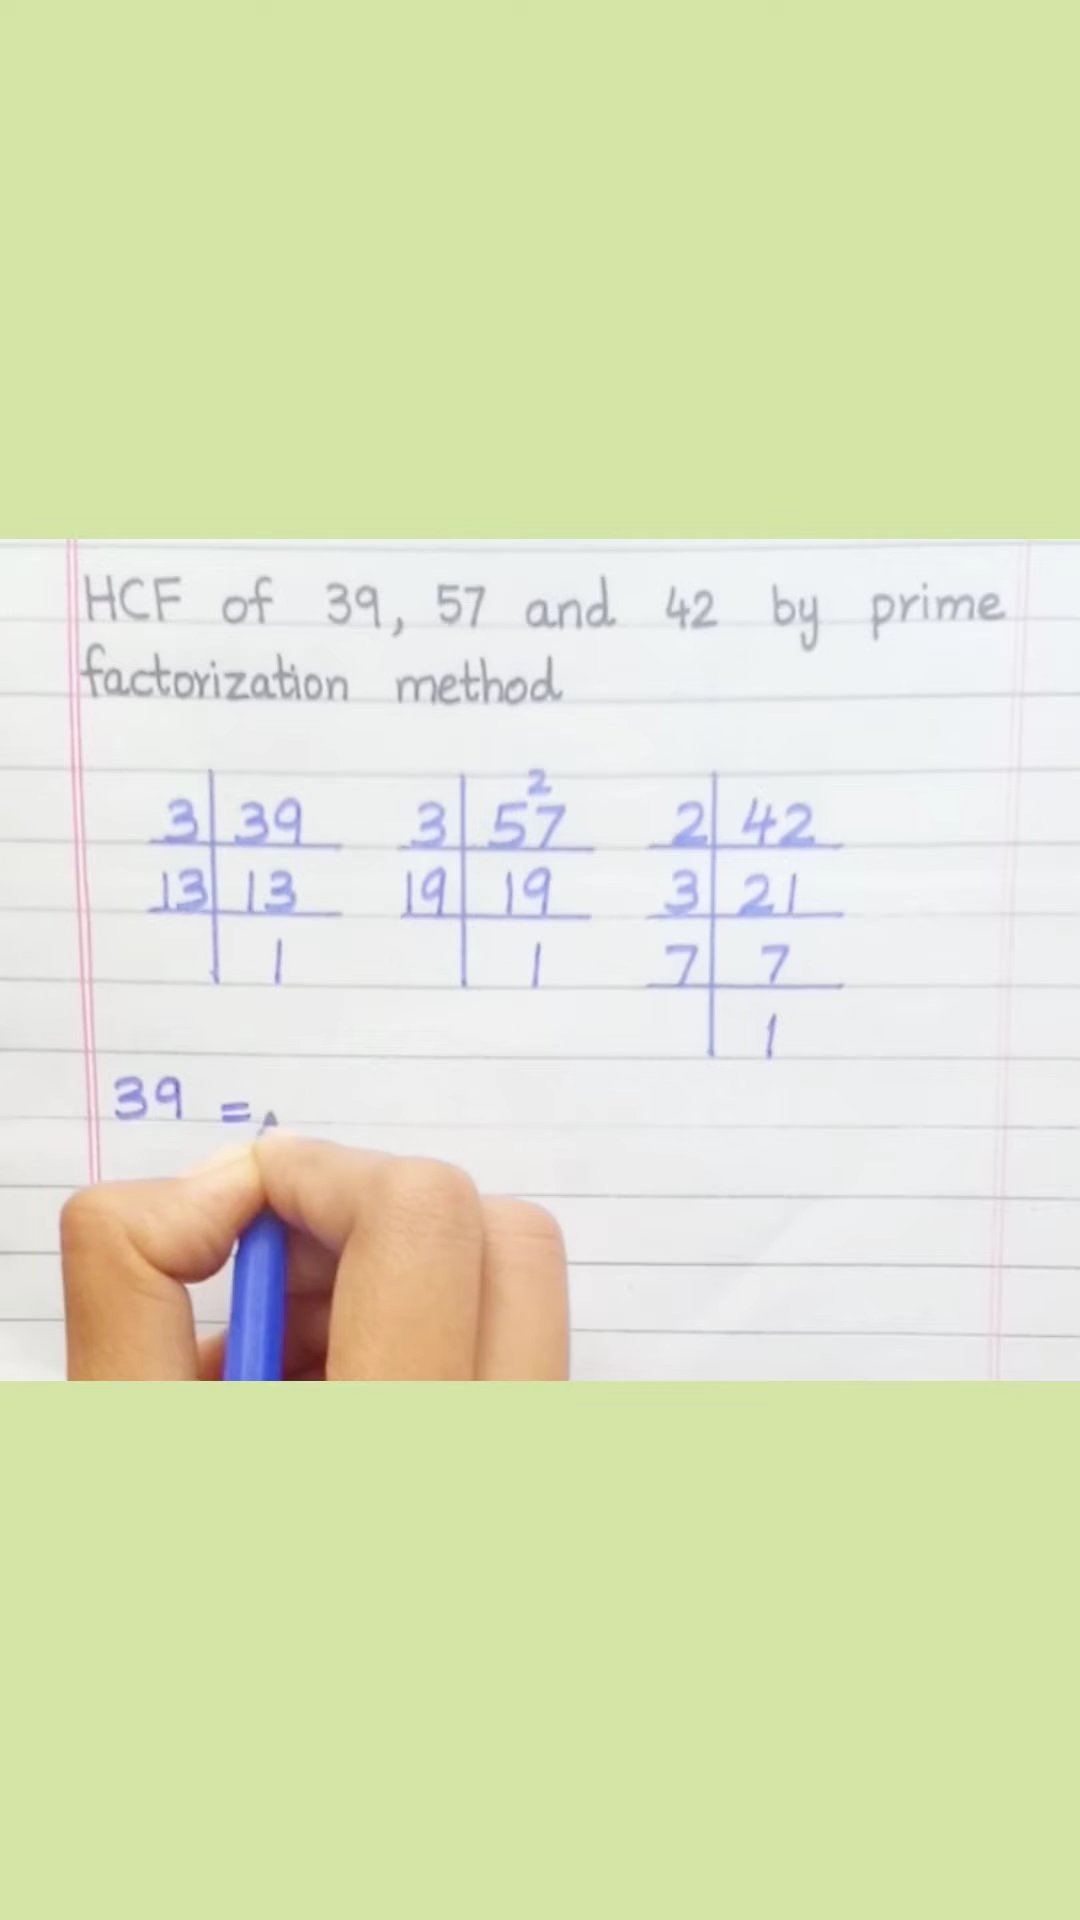 HCF of 39, 57 and 42 by prime
factorization method
2
3 39 3 57 2 42
13 13 19 19 3 21
1 1 7 7
1
39 =